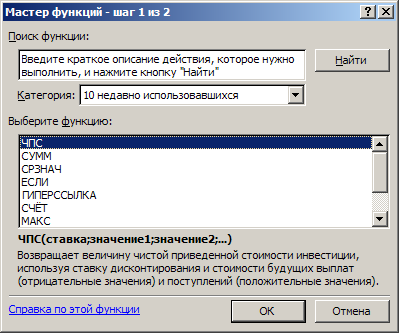 Мастер функций - шаг 1 из 2
Поиск функции:
Введите краткое описание действия, которое нужно
выполнить, и нажмите кнопку "Найти"
Найти
Категория: 10 недавно использовавшихся
Выберите функцию:
ЧПС
СУММ
СРЗНАЧ
ЕСЛИ
ГИПЕРССЫЛКА
СЧЁТ
МАКС
ЧПС(ставка;значение1;значение2;...)
Возвращает величину чистой приведенной стоимости инвестиции,
используя ставку дисконтирования и стоимости будущих выплат
(отрицательные значения) и поступлений (положительные значения).
Справка по этой функции
ОК
Отмена